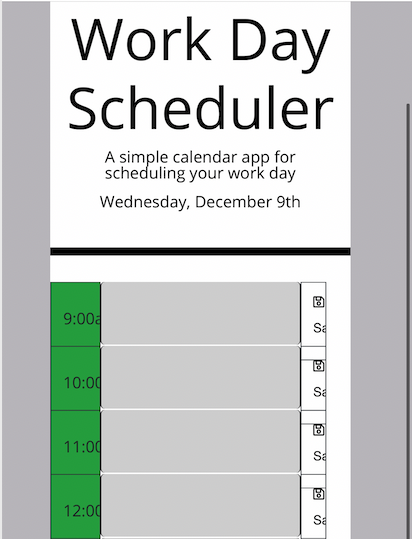 Work Day
Scheduler
A simple calendar app for
scheduling your work day
Wednesday, December 9th
9:00a
Sa
10:00
Sa
11:00
Sa
12:00
Sa